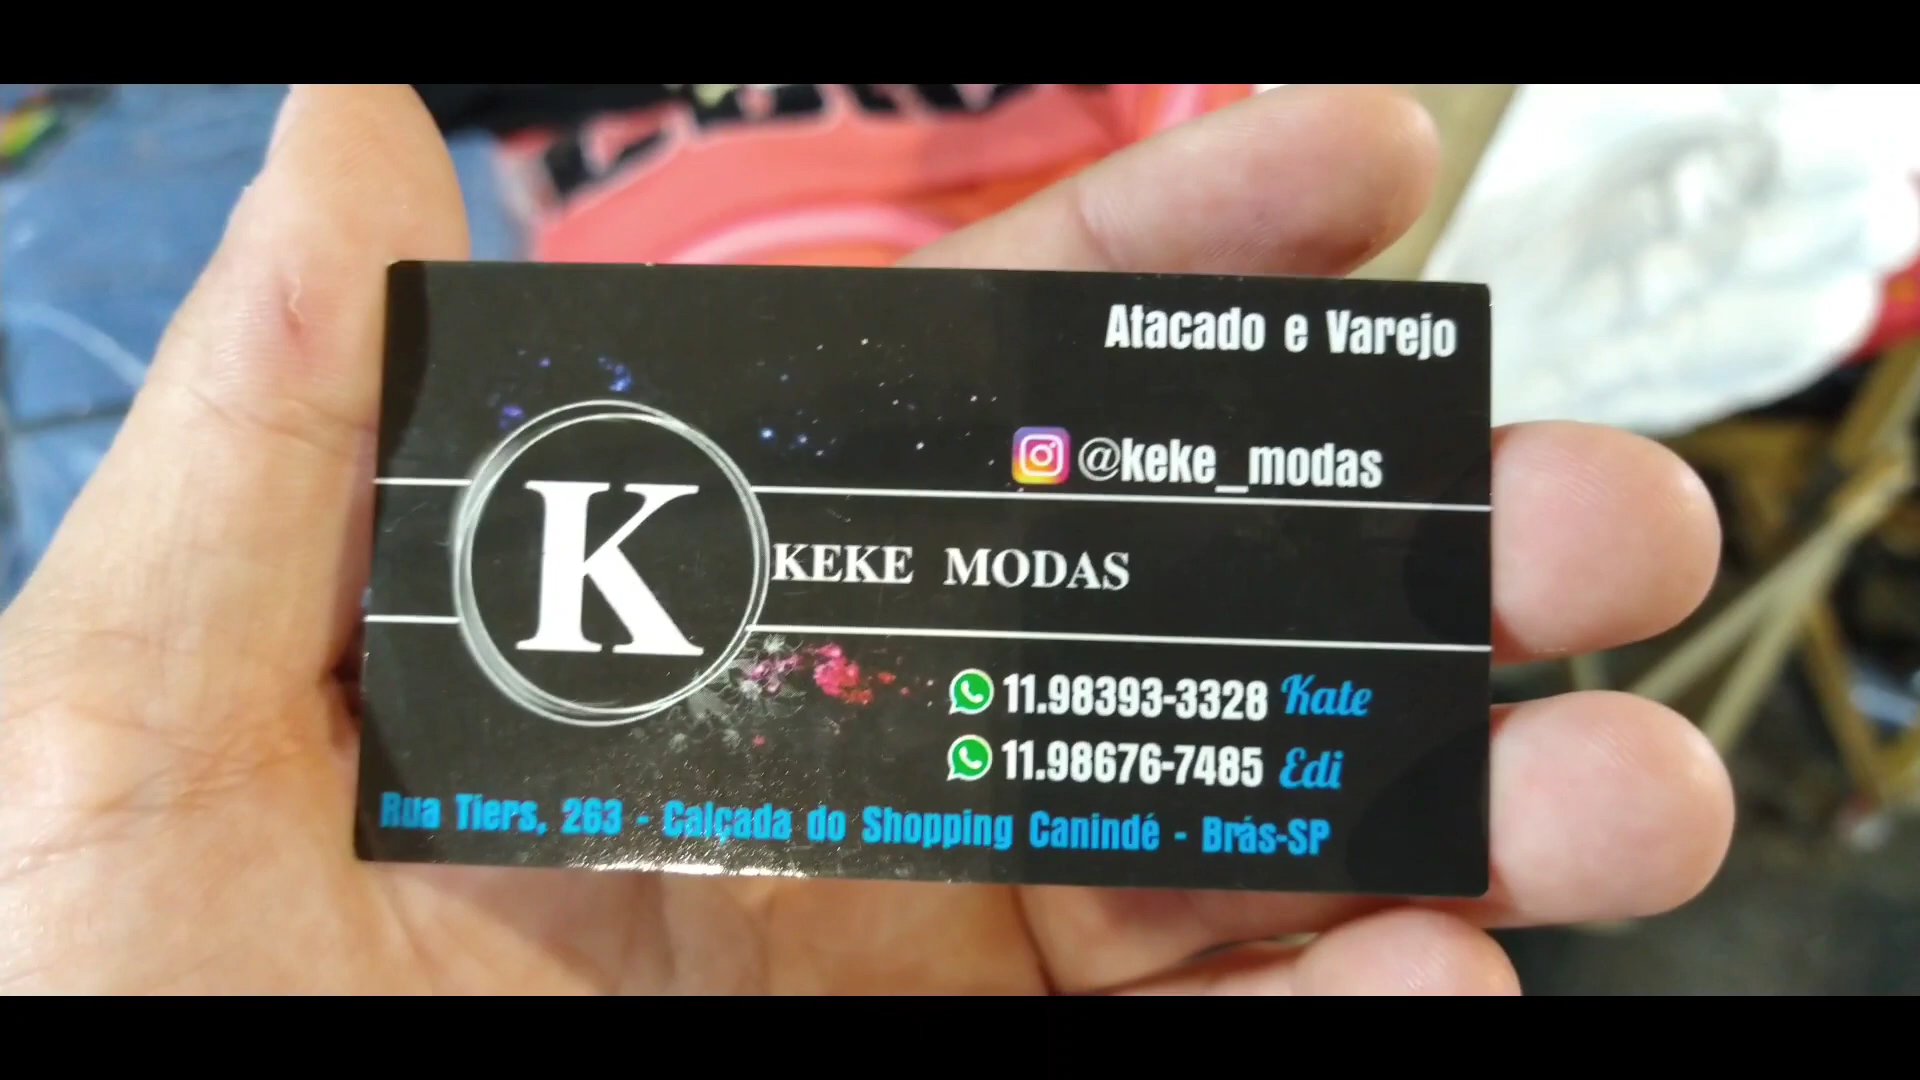 Atacado e Varejo
@keke_modas
K
KEKE MODAS
11.98393-3328 Kate
11.98676-7485 Edi
Rua Tiers, 263 - Calçada do Shopping Canindé - Brás-SP